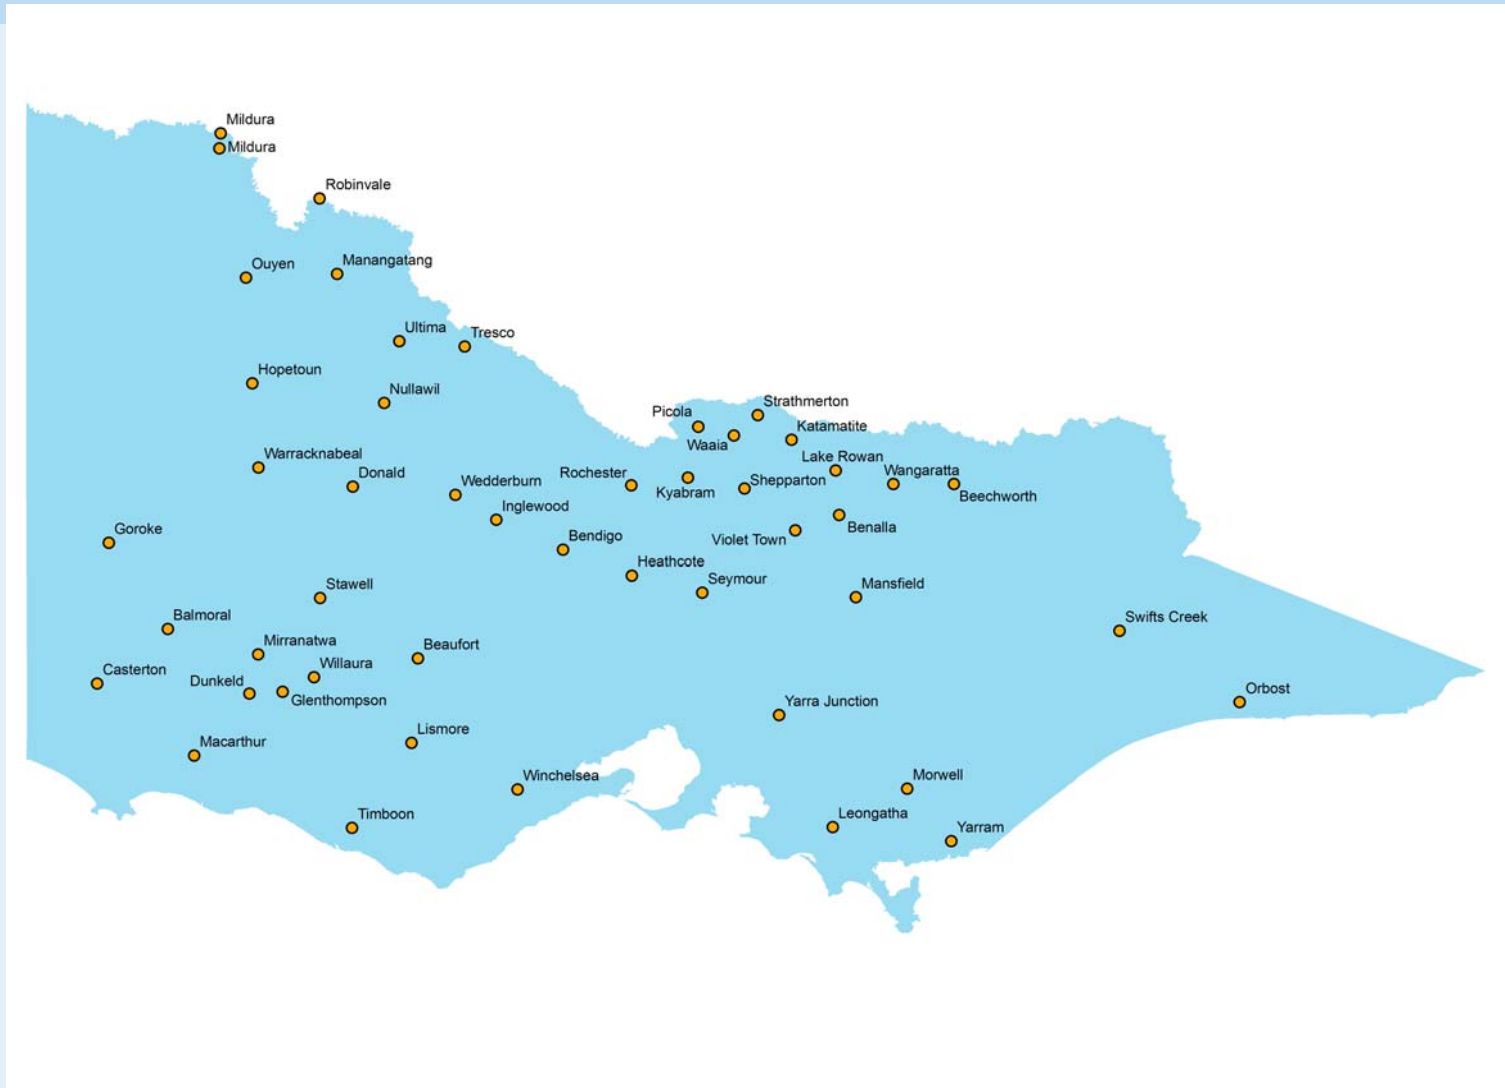 Mildura
Mildura
Robinvale
Ouyen
Manangatang
Ultima
Tresco
Hopetoun
Nullawil
Strathmerton
Picola
Katamatite
Waaia
Warracknabeal
Lake Rowan
Donald
Wangaratta
Rochester
Wedderburn
Shepparton
Kyabram
Beechworth
Inglewood
Goroke
Benalla
Bendigo
Violet Town
Heathcote
Seymour
Stawell
Mansfield
Balmoral
Swifts Creek
Mirranatwa
Beaufort
Willaura
Casterton
Dunkeld
Orbost
Glenthompson
Yarra Junction
Lismore
Macarthur
Winchelsea
Morwell
Timboon
Leongatha
Yarram